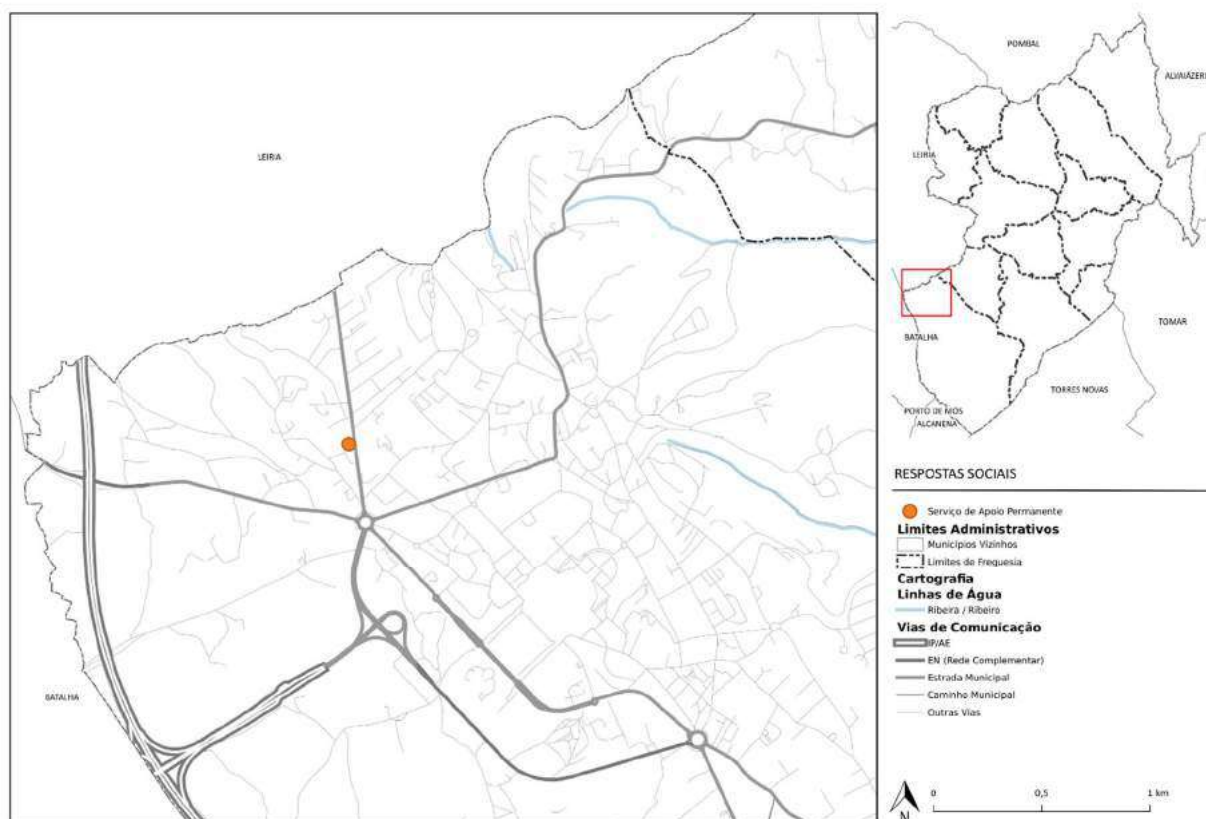 LEIRIA
BATALHA
POMBAL
ALVAIÁZERE
LEIRIA
BATALHA
TOMAR
TORRES NOVAS
PORTO DE MÓS
ALCANENA
RESPOSTAS SOCIAIS
Serviço de Apoio Permanente
Limites Administrativos
Municípios Vizinhos
Limites de Freguesia
Cartografia
Linhas de Água
Ribeira / Ribeiro
Vias de Comunicação
IP/AE
EN (Rede Complementar)
Estrada Municipal
Caminho Municipal
Outras Vias
N
0 0,5 1 km